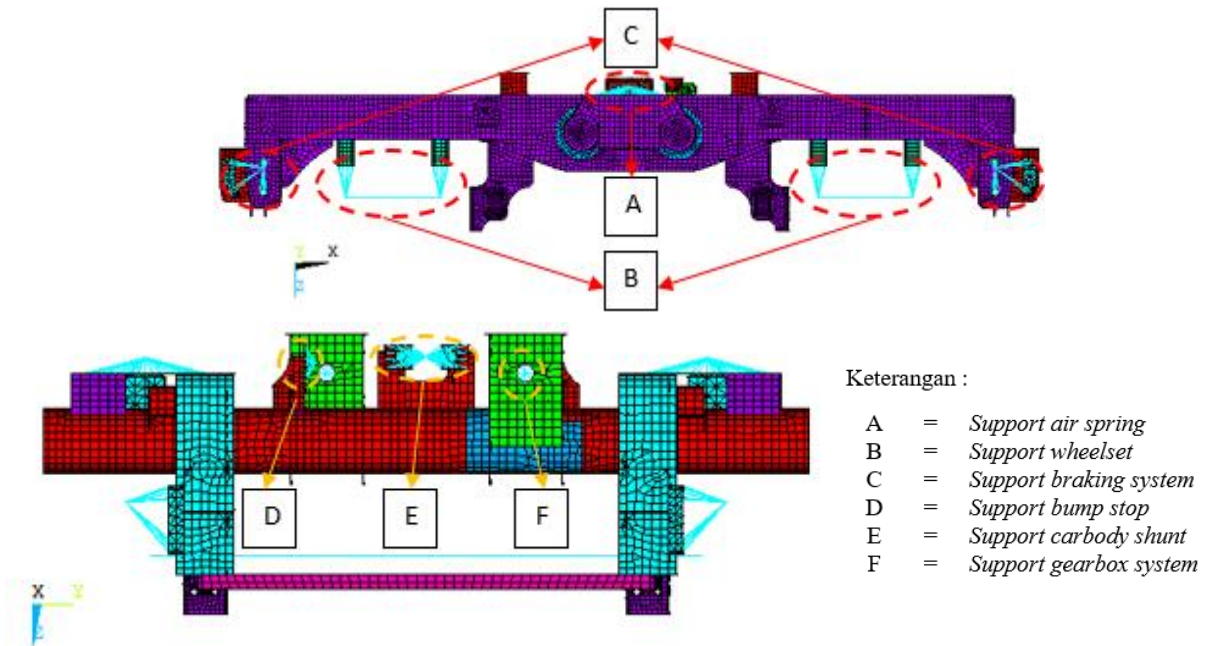 C
A
B
Y X
Z
D E F
X Y
Z
Keterangan :
A = Support air spring
B = Support wheelset
C = Support braking system
D = Support bump stop
E = Support carbody shunt
F = Support gearbox system